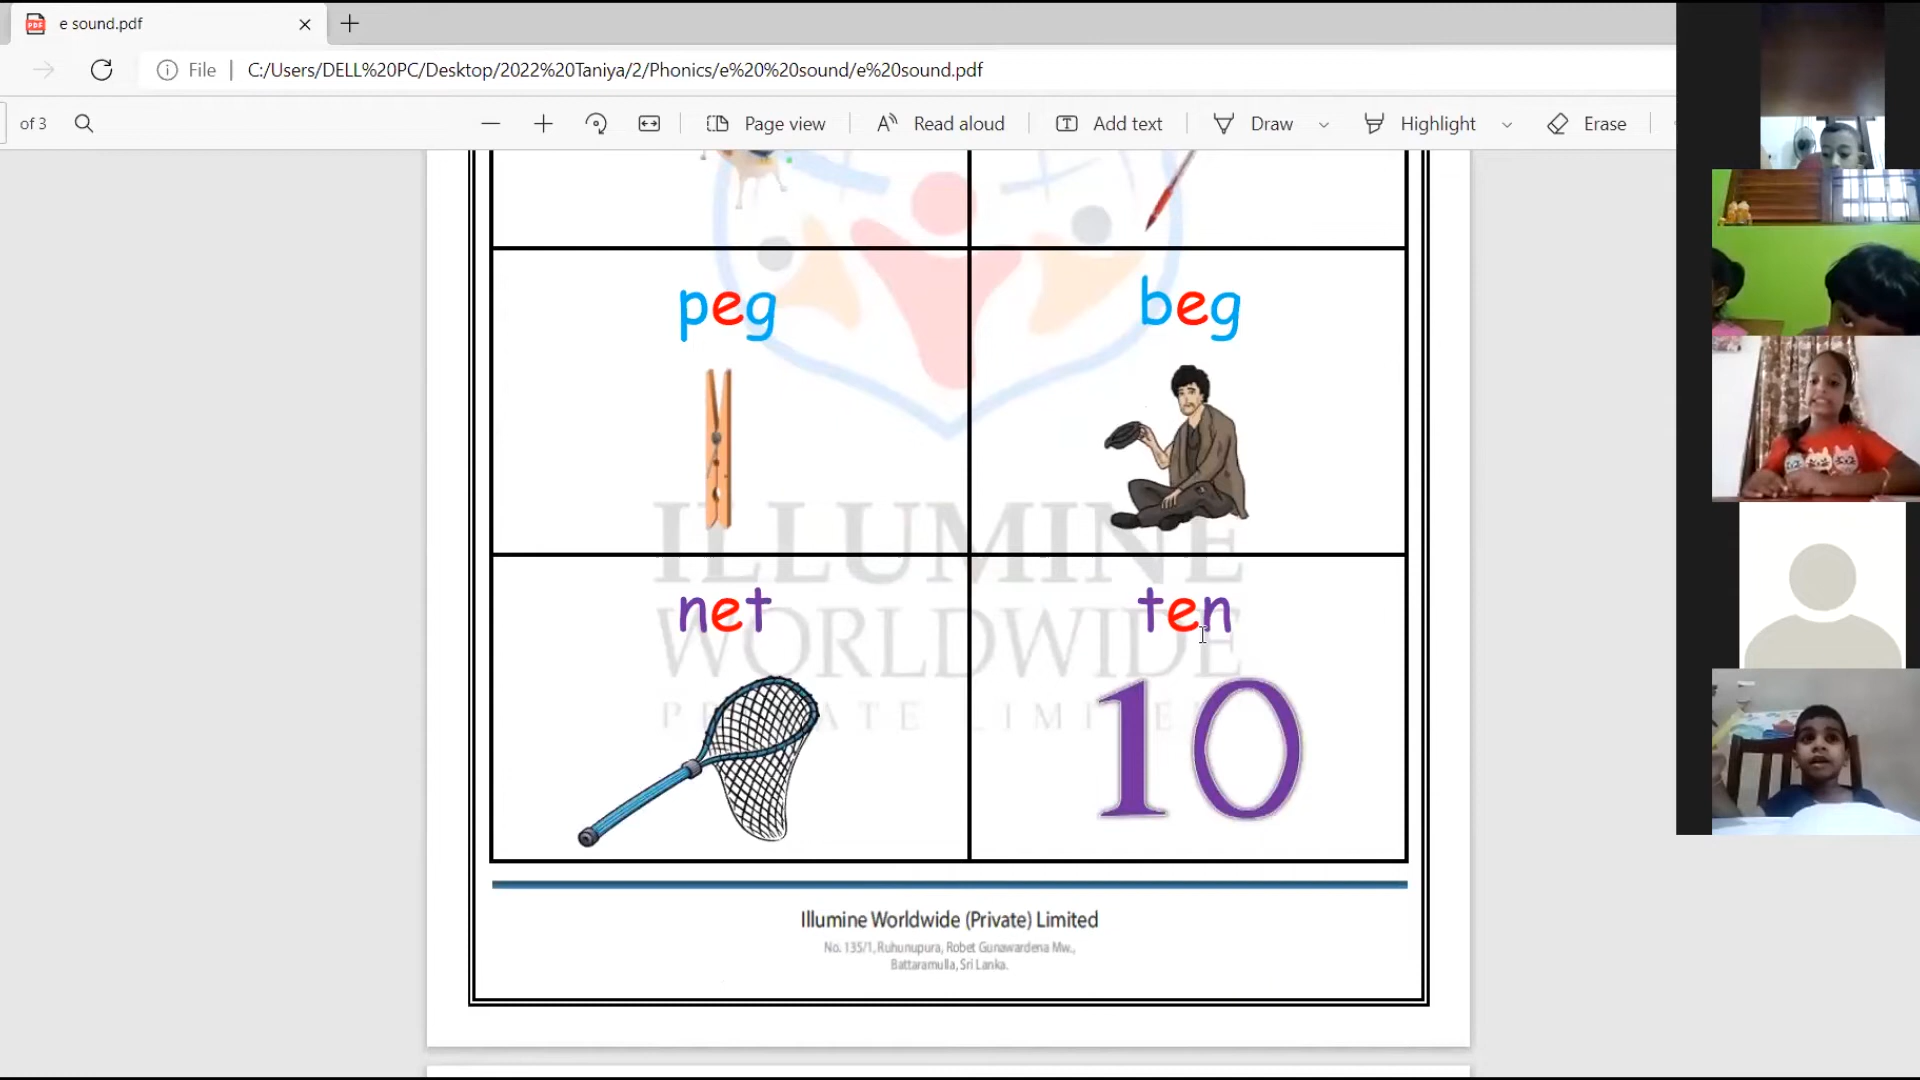 e sound.pdf
File
C:/Users/DELL%20PC/Desktop/2022%20Taniya/2/Phonics/e%20%20sound/e%20sound.pdf
of 3
Page view
Read aloud
Add text
Draw
Highlight
Erase
peg
beg
ILLUMINE
net
ten
WORLDWIDE
PRIVATE LIMITED
10
Illumine Worldwide (Private) Limited
No. 135/1, Ruhunupura, Robet Gunawardena Mw.,
Battaramulla, Sri Lanka.